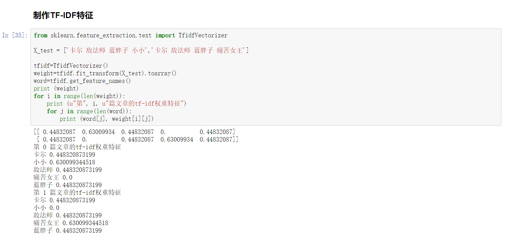 制作TF-IDF特征
In [33]:
from sklearn.feature_extraction.text import TfidfVectorizer
X_test = ['卡尔 敌法师 蓝胖子 小小','卡尔 敌法师 蓝胖子 痛苦女王']
tfidf=TfidfVectorizer()
weight=tfidf.fit_transform(X_test).toarray()
word=tfidf.get_feature_names()
print (weight)
for i in range(len(weight)):
print (u"第", i, u"篇文章的tf-idf权重特征")
for j in range(len(word)):
print (word[j], weight[i][j])
[[ 0.44832087 0.63009934 0.44832087 0. 0.44832087]
[ 0.44832087 0. 0.44832087 0.63009934 0.44832087]]
第 0 篇文章的tf-idf权重特征
卡尔 0.448320873199
小小 0.630099344518
敌法师 0.448320873199
痛苦女王 0.0
蓝胖子 0.448320873199
第 1 篇文章的tf-idf权重特征
卡尔 0.448320873199
小小 0.0
敌法师 0.448320873199
痛苦女王 0.630099344518
蓝胖子 0.448320873199